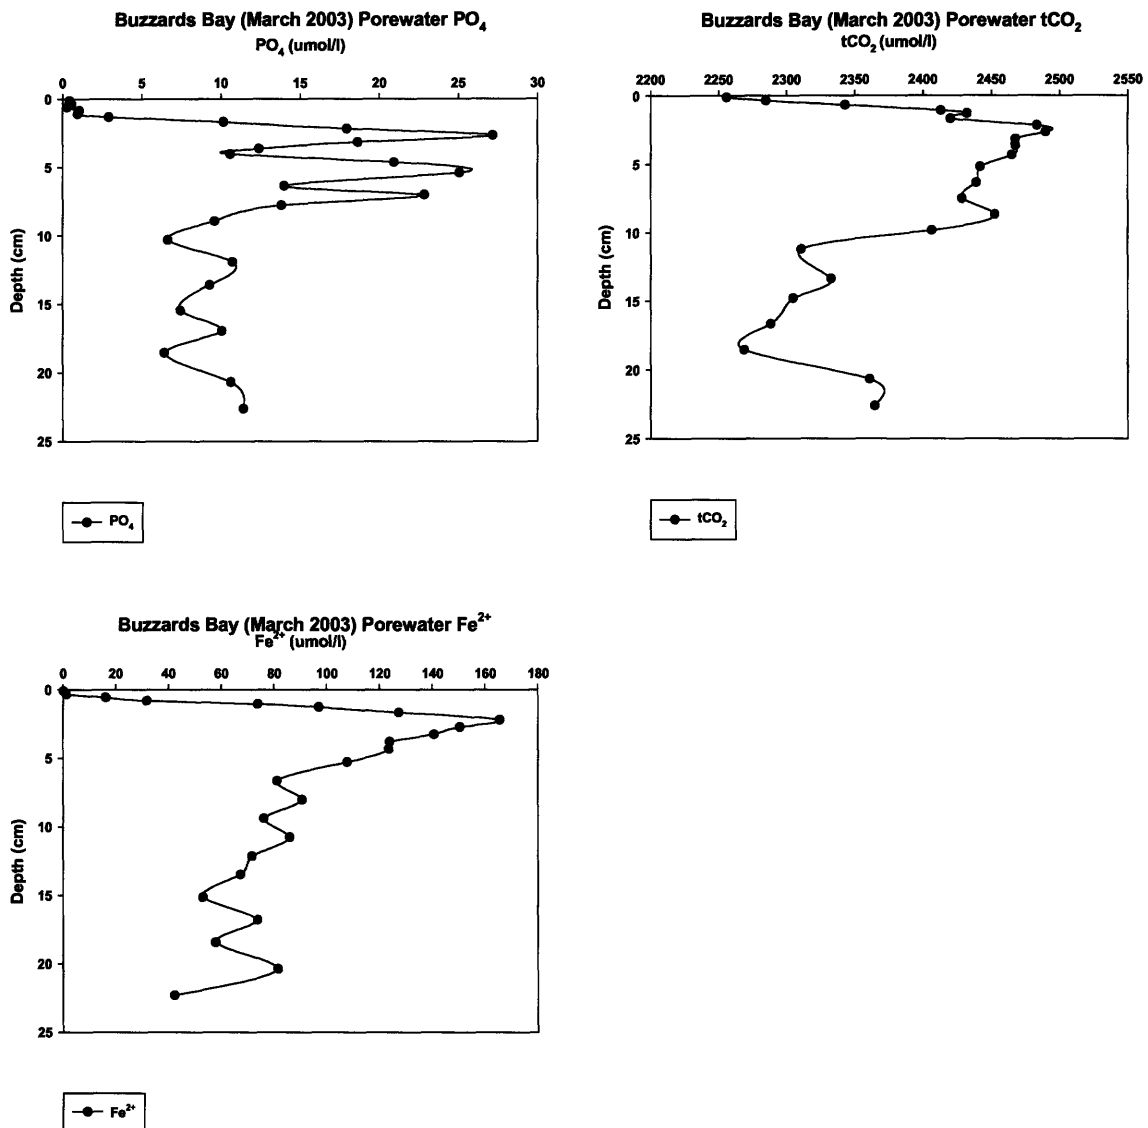 Buzzards Bay (March 2003) Porewater PO4
PO4 (umol/l)
0 5 10 15 20 25 30
0
5
10
15
20
25
Depth (cm)
PO4
Buzzards Bay (March 2003) Porewater tCO2
tCO2 (umol/l)
2200 2250 2300 2350 2400 2450 2500 2550
0
5
10
15
20
25
Depth (cm)
tCO2
Buzzards Bay (March 2003) Porewater Fe2+
Fe2+ (umol/l)
0 20 40 60 80 100 120 140 160 180
0
5
10
15
20
25
Depth (cm)
Fe2+